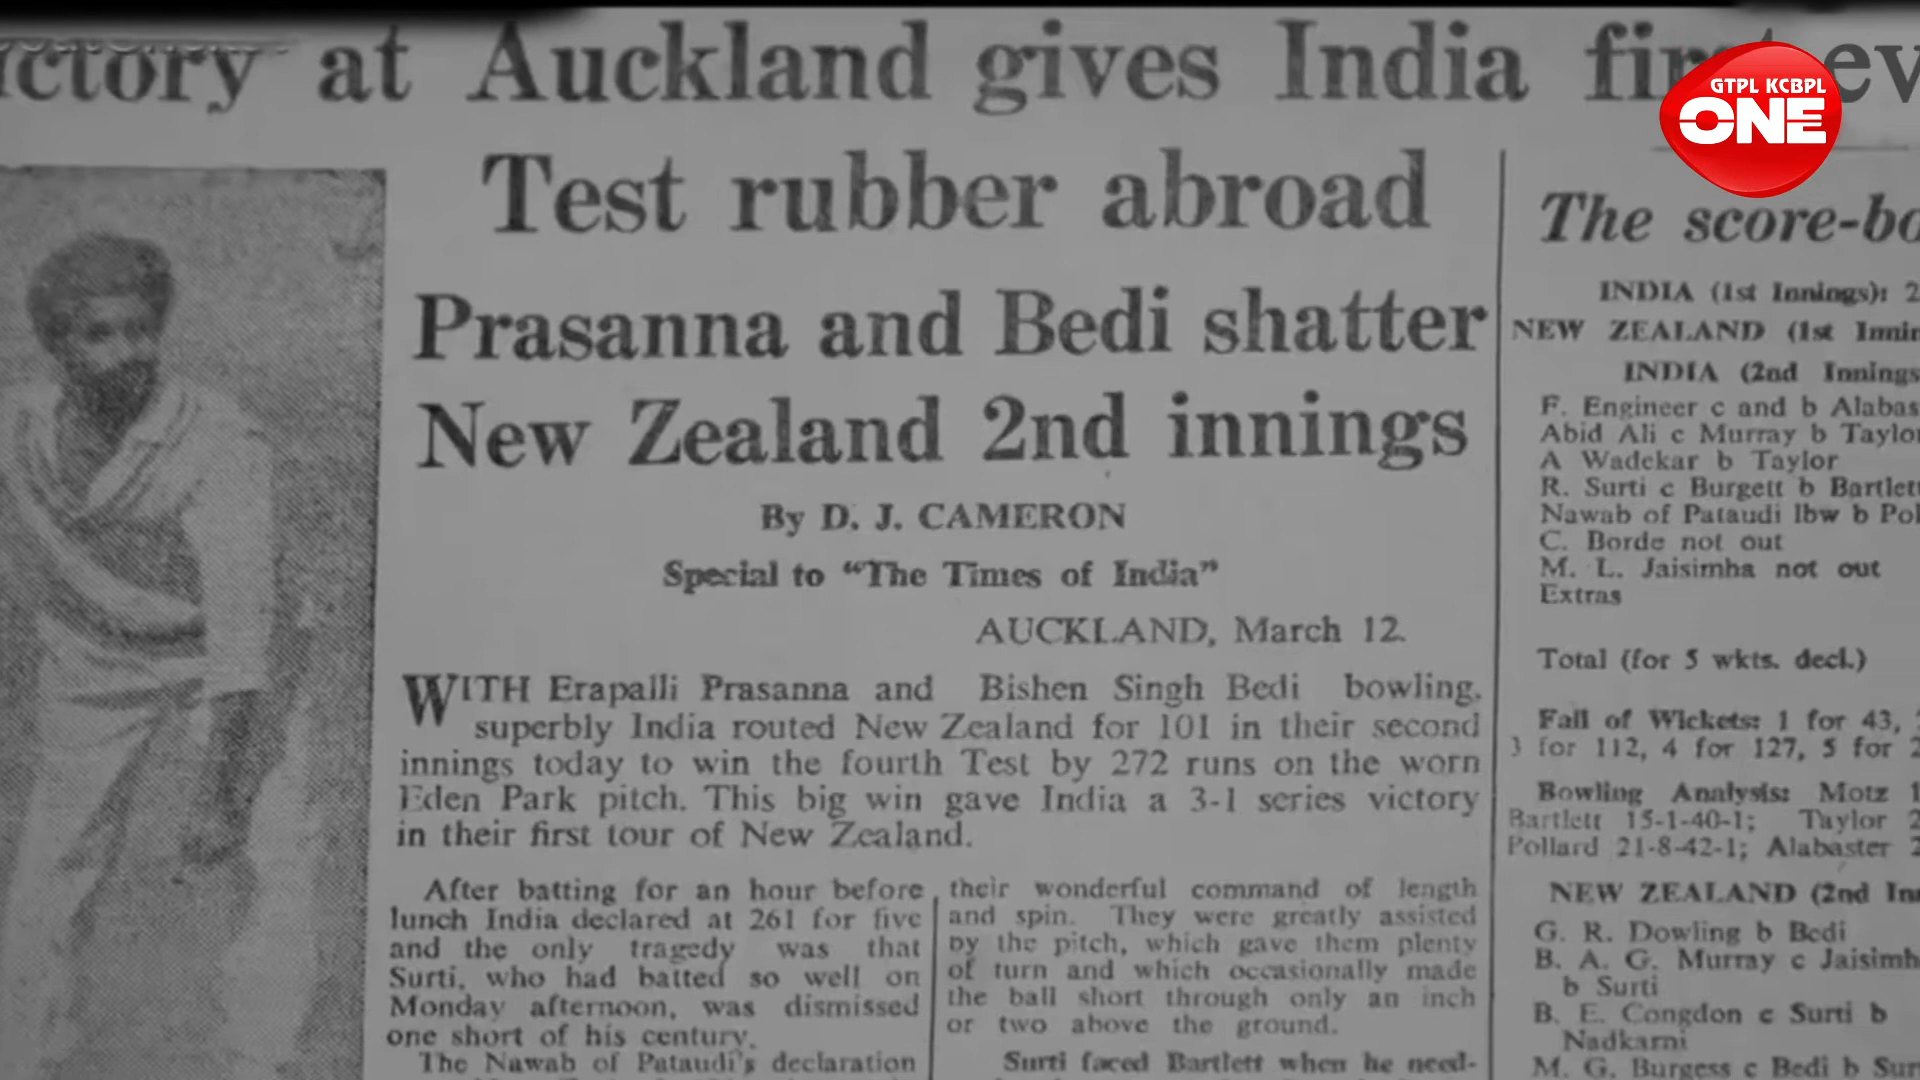 at Auckland gives India
Test rubber abroad
Prasanna and Bedi shatter
New Zealand 2nd innings
By D. J. CAMERON
Special to “The Times of India”
AUCKLAND, March 12.
WITH Erapalli Prasanna and Bishen Singh Bedi bowling.
superbly India routed New Zealand for 101 in their second
innings today to win the fourth Test by 272 runs on the worn
Eden Park pitch. This big win gave India a 3-1 series victory
in their first tour of New Zealand.
After batting for an hour before
lunch India declared at 261 for five
and the only tragedy was that
Surti, who had batted so well on
Monday afternoon, was dismissed
one short of his century.
The Nawab of Pataudi's declaration
their wonderful command of length
and spin. They were greatly assisted
by the pitch, which gave them plenty
of turn and which occasionally made
the ball short through only an inch
or two above the ground.
Surti faced Bartlett when he need-
GTPL KCBPL
ONE
The
INDIA (1st Innings):
NEW ZEALAND (1st
INDIA (2nd Innings
F. Engineer c and b
Abid Ali c Murray b
A Wadekar b Taylor
R. Surti c Burgett b
Nawab of Pataudi lbw b
C. Borde not out
M. L. Jaisimha not out
Extras
Total (for 5 wkts. decl.)
Fall of Wickets: 1 for 43,
3 for 112, 4 for 127, 5 for
Bowling Analysis: Motz
Bartlett 15-1-40-1; Taylor
Pollard 21-8-42-1; Alabaster
NEW ZEALAND (2nd
G. R. Dowling b Bedi
B. A. G. Murray c
b Surti
B. E. Congdon c Surti b
Nadkarni
M. G. Burgess c Bedi b